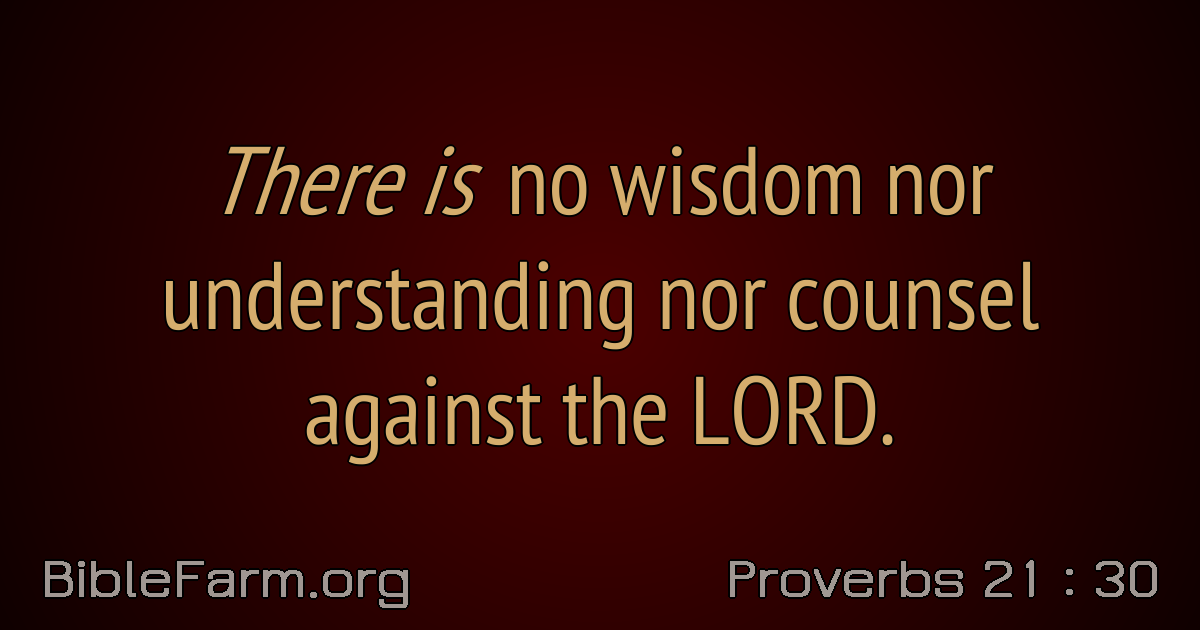 There is no wisdom nor
understanding nor counsel
against the LORD.
BibleFarm.org
Proverbs 21 : 30